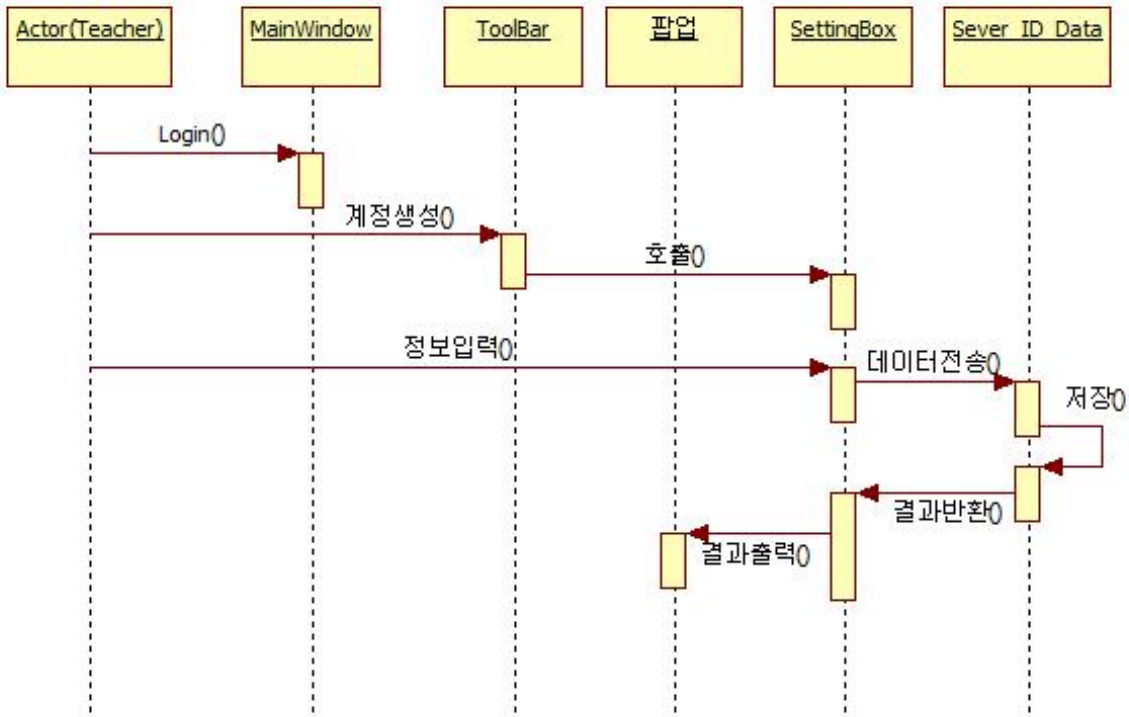 Actor(Teacher)
MainWindow
ToolBar
팝업
SettingBox
Sever_ID_Data
Login()
계정생성()
호출()
정보입력()
데이터전송()
저장()
결과반환()
결과출력()